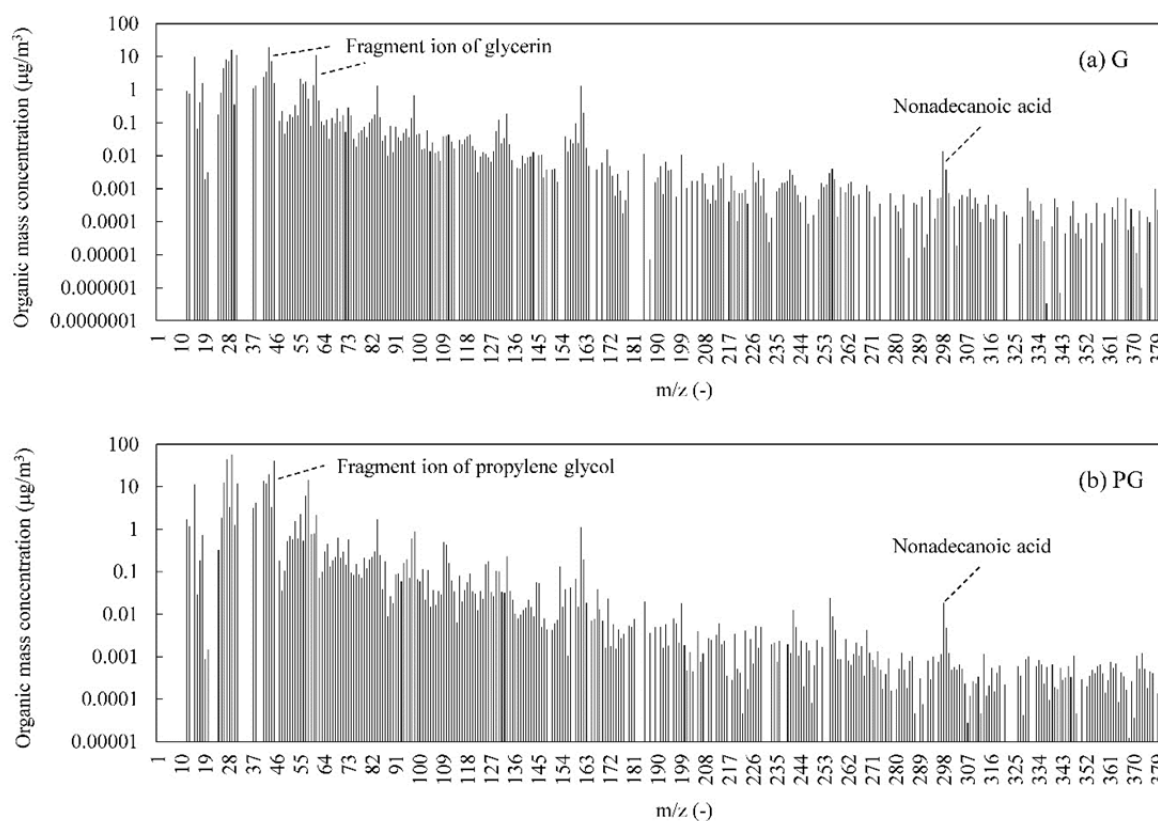 100
10
1
0.1
0.01
0.001
0.0001
0.00001
0.000001
0.0000001
Organic mass concentration (μg/m³)
Fragment ion of glycerin
(a) G
Nonadecanoic acid
1 10 19 28 37 46 55 64 73 82 91 100 109 118 127 136 145 154 163 172 181 190 199 208 217 226 235 244 253 262 271 280 289 298 307 316 325 334 343 352 361 370 379
m/z (-)
100
10
1
0.1
0.01
0.001
0.0001
0.00001
Organic mass concentration (μg/m³)
Fragment ion of propylene glycol
(b) PG
Nonadecanoic acid
1 10 19 28 37 46 55 64 73 82 91 100 109 118 127 136 145 154 163 172 181 190 199 208 217 226 235 244 253 262 271 280 289 298 307 316 325 334 343 352 361 370 379
m/z (-)